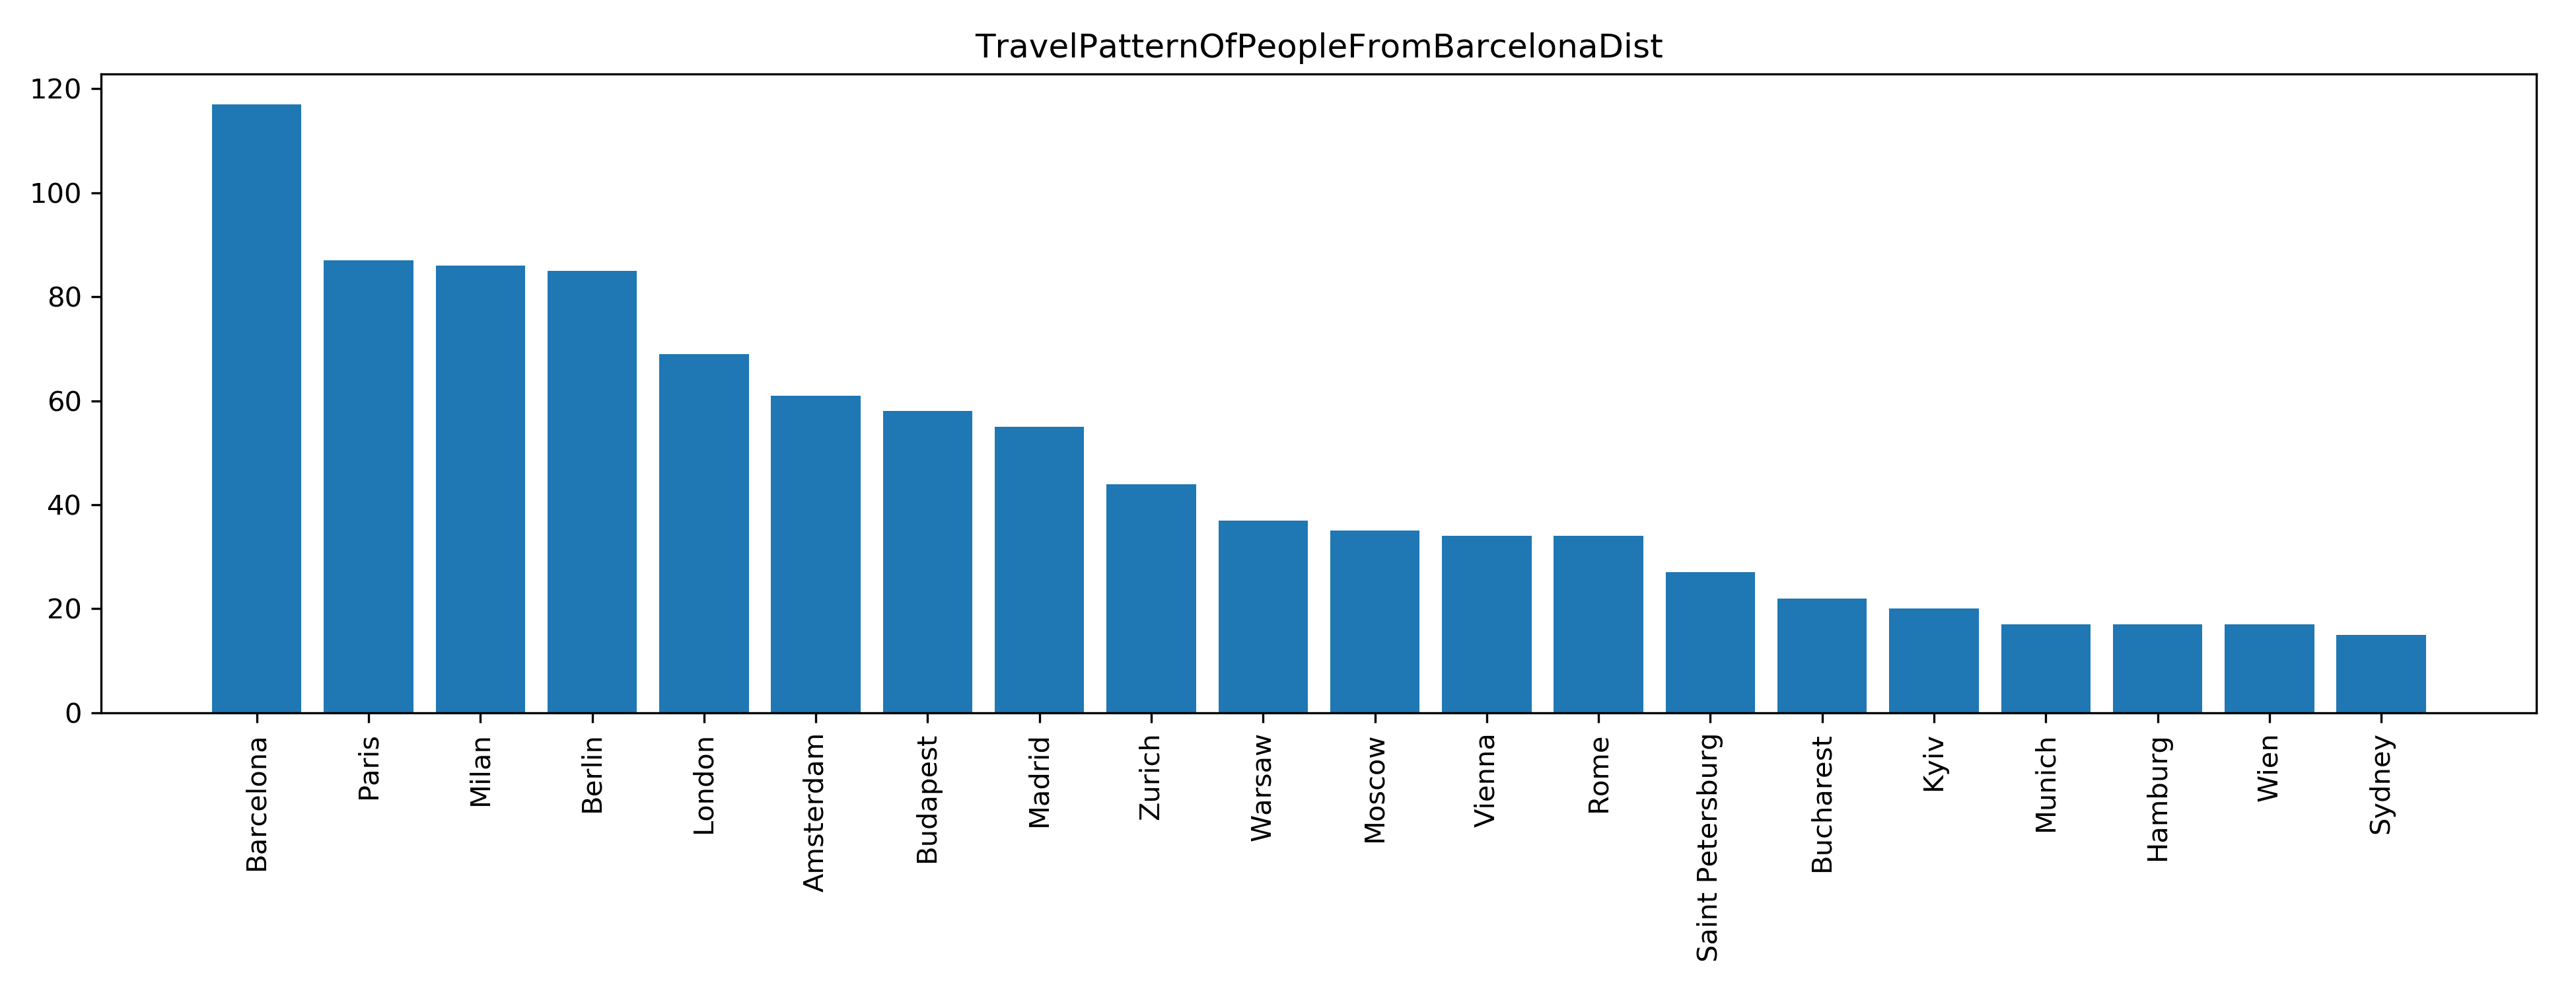 TravelPatternOfPeopleFromBarcelonaDist
120
100
80
60
40
20
0
Barcelona
Paris
Milan
Berlin
London
Amsterdam
Budapest
Madrid
Zurich
Warsaw
Moscow
Vienna
Rome
Saint Petersburg
Bucharest
Kyiv
Munich
Hamburg
Wien
Sydney